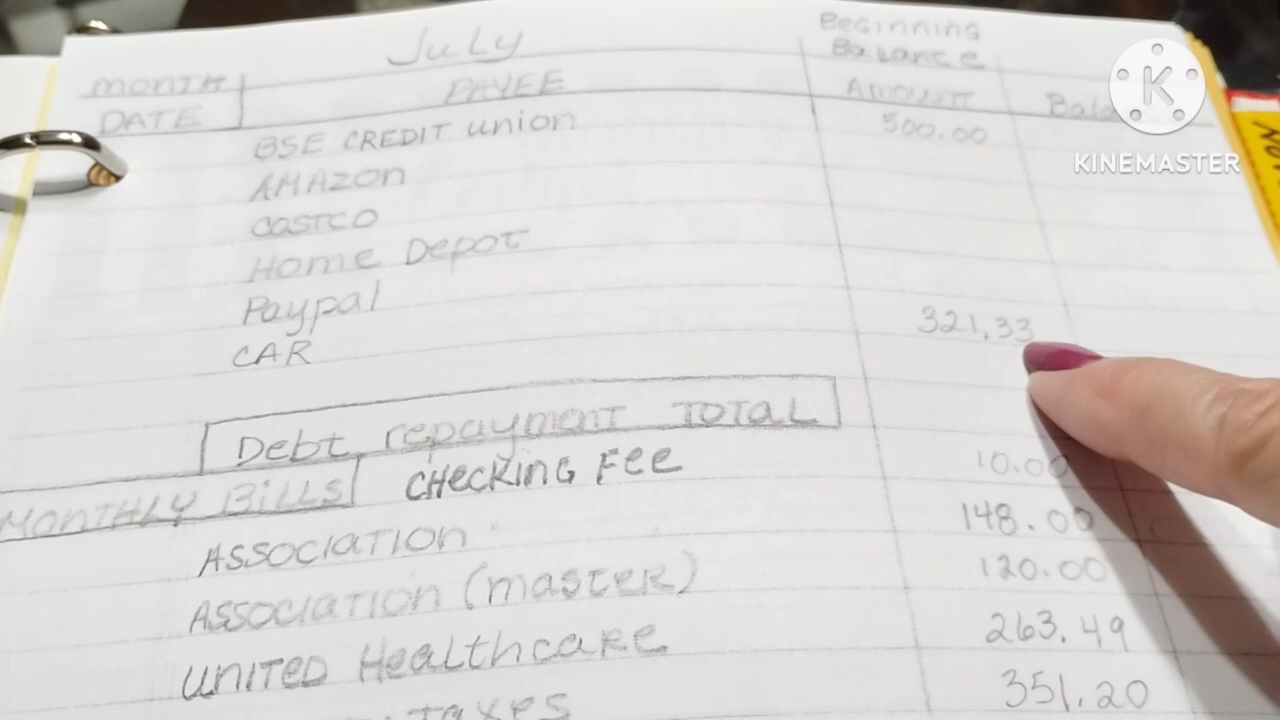 July
Beginning
Balance
MONTH
PAYEE
AMOUNT
DATE
BSE CREDIT union 500.00
AMAZON
COSTCO
Home Depot
Paypal
CAR 321.33
Debt repayment TOTAL
MONTHLY BiLLS CHeCKiNG Fee 10.00
ASSOCiATiON 148.00
ASSOCiATiON (master) 120.00
UNiTED Healthcare 263.49
TAXES 351.20
K
KINEMASTER